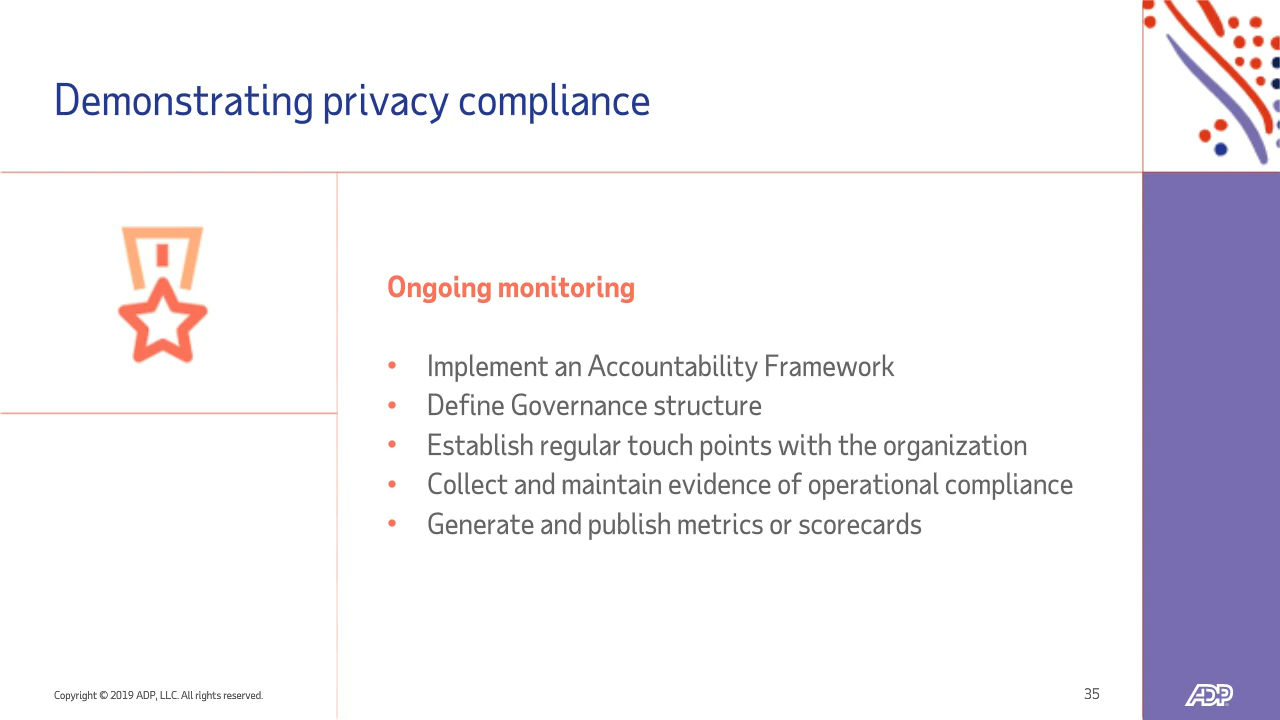 Demonstrating privacy compliance
Ongoing monitoring
• Implement an Accountability Framework
• Define Governance structure
• Establish regular touch points with the organization
• Collect and maintain evidence of operational compliance
• Generate and publish metrics or scorecards
Copyright © 2019 ADP, LLC. All rights reserved.
35
ADP